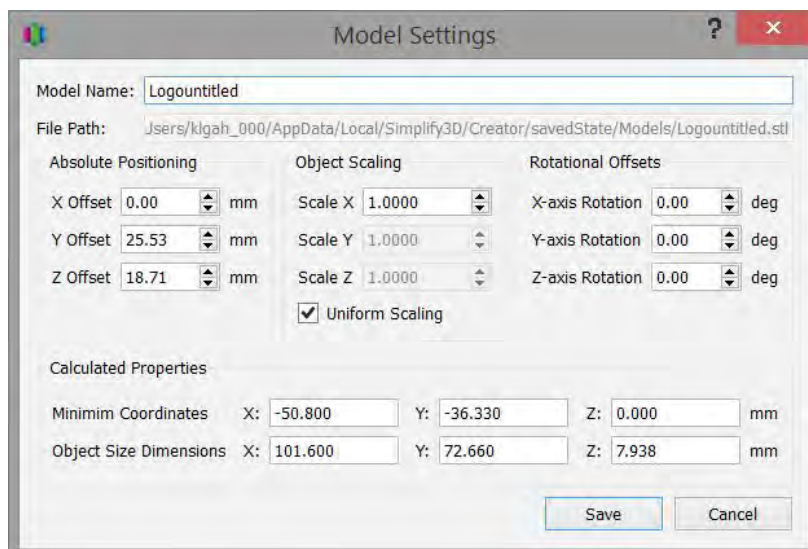 Model Settings ? x
Model Name: Logountitled
File Path: Jsers/klgah_000/AppData/Local/Simplify3D/Creator/savedState/Models/Logountitled.stl
Absolute Positioning Object Scaling Rotational Offsets
X Offset 0.00 mm Scale X 1.0000 X-axis Rotation 0.00 deg
Y Offset 25.53 mm Scale Y 1.0000 Y-axis Rotation 0.00 deg
Z Offset 18.71 mm Scale Z 1.0000 Z-axis Rotation 0.00 deg
Uniform Scaling
Calculated Properties
Minimim Coordinates X: -50.800 Y: -36.330 Z: 0.000 mm
Object Size Dimensions X: 101.600 Y: 72.660 Z: 7.938 mm
Save Cancel